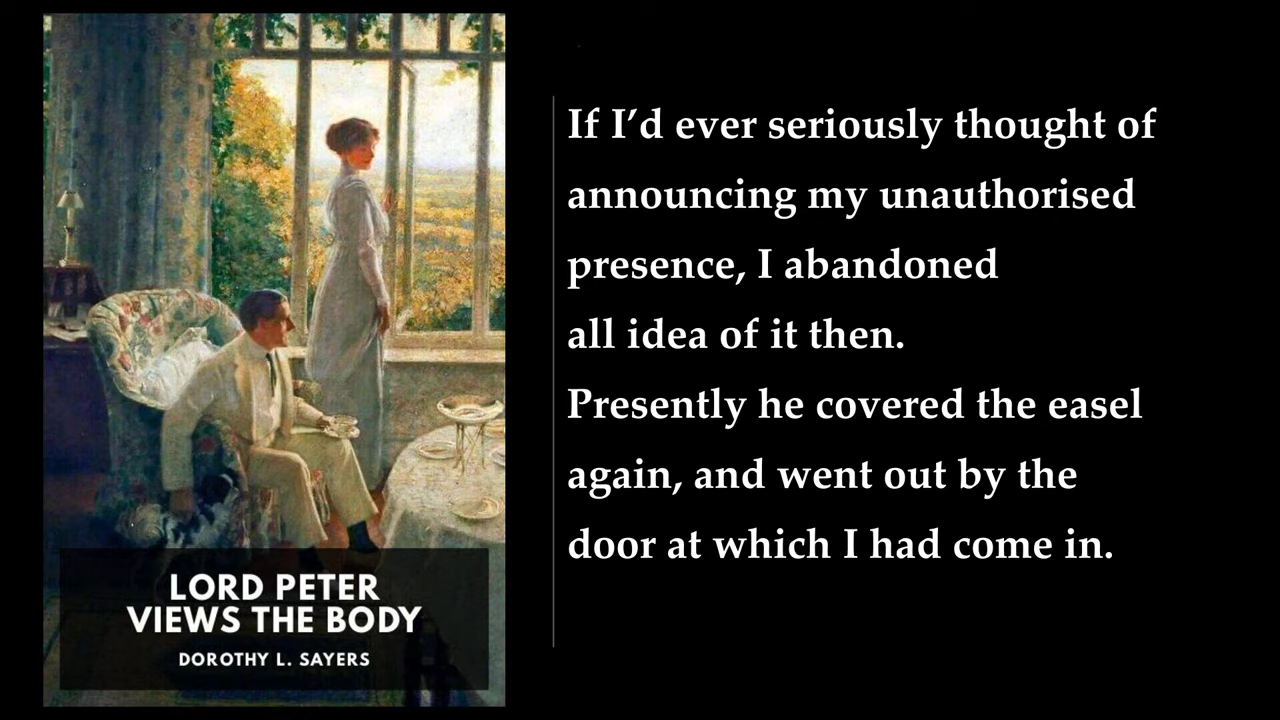 If I’d ever seriously thought of
announcing my unauthorised
presence, I abandoned
all idea of it then.
Presently he covered the easel
again, and went out by the
door at which I had come in.
LORD PETER
VIEWS THE BODY
DOROTHY L. SAYERS